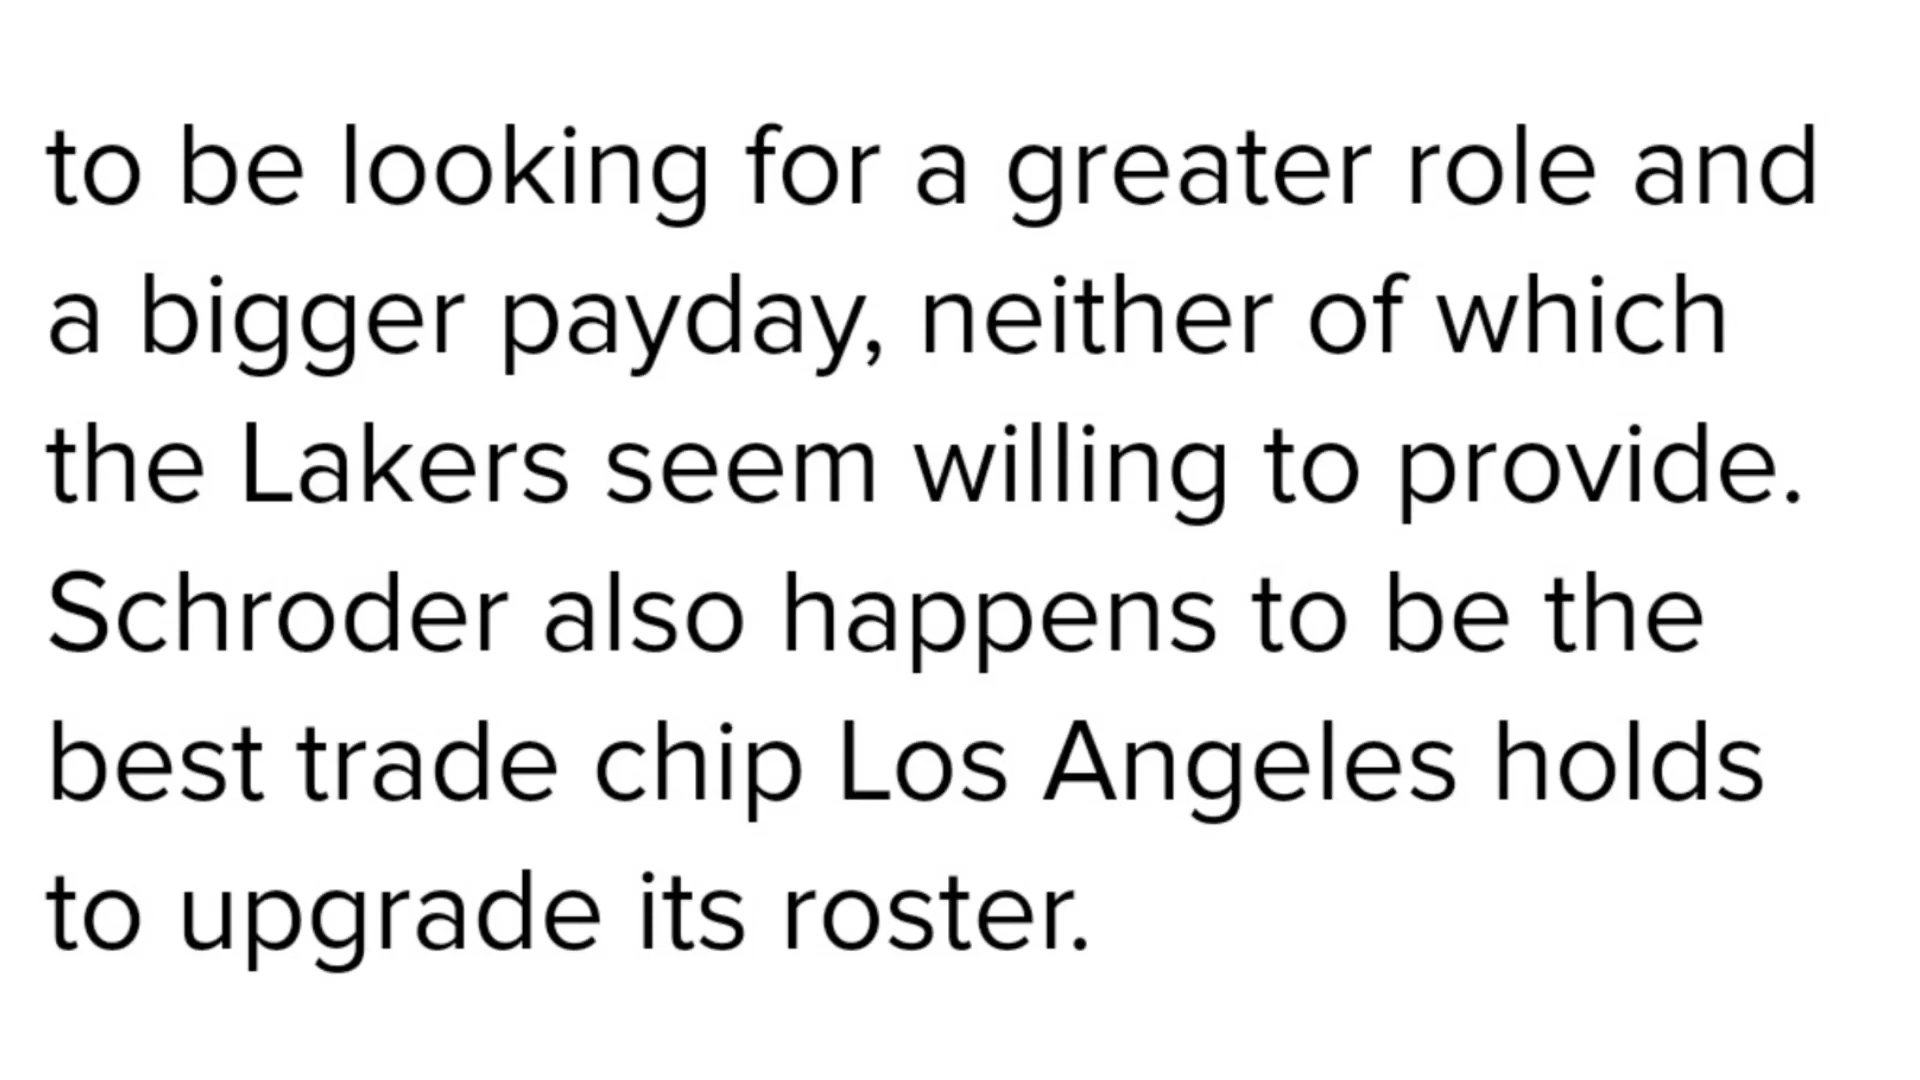 to be looking for a greater role and
a bigger payday, neither of which
the Lakers seem willing to provide.
Schroder also happens to be the
best trade chip Los Angeles holds
to upgrade its roster.